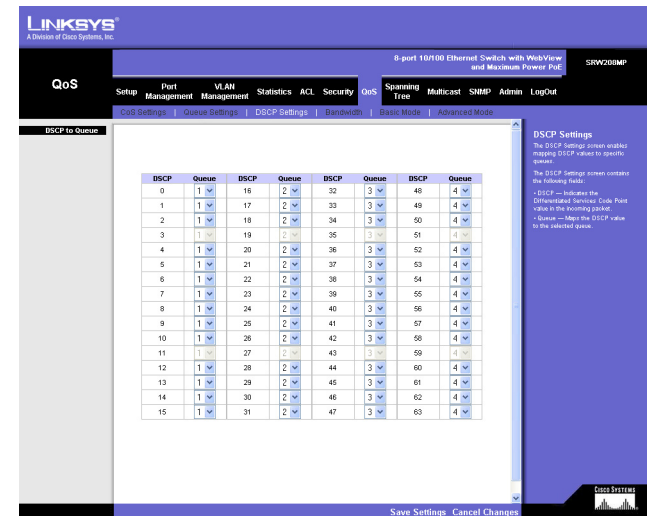 LINKSYS®
A Division of Cisco Systems, Inc.
8-port 10/100 Ethernet Switch with WebView
and Maximum Power PoE
SRW208MP
QoS
Setup Port Management VLAN Management Statistics ACL Security QoS Spanning Tree Multicast SNMP Admin LogOut
CoS Settings | Queue Settings | DSCP Settings | Bandwidth | Basic Mode | Advanced Mode
DSCP to Queue
DSCP Queue DSCP Queue DSCP Queue DSCP Queue
0 1 16 2 32 3 48 4
1 1 17 2 33 3 49 4
2 1 18 2 34 3 50 4
3 1 19 2 35 3 51 4
4 1 20 2 36 3 52 4
5 1 21 2 37 3 53 4
6 1 22 2 38 3 54 4
7 1 23 2 39 3 55 4
8 1 24 2 40 3 56 4
9 1 25 2 41 3 57 4
10 1 26 2 42 3 58 4
11 1 27 2 43 3 59 4
12 1 28 2 44 3 60 4
13 1 29 2 45 3 61 4
14 1 30 2 46 3 62 4
15 1 31 2 47 3 63 4
DSCP Settings
The DSCP Settings screen enables
mapping DSCP values to specific
queues.
The DSCP Settings screen contains
the following fields:
• DSCP — Indicates the
Differentiated Services Code Point
value in the incoming packet.
• Queue — Maps the DSCP value
to the selected queue.
Save Settings Cancel Changes
CISCO SYSTEMS